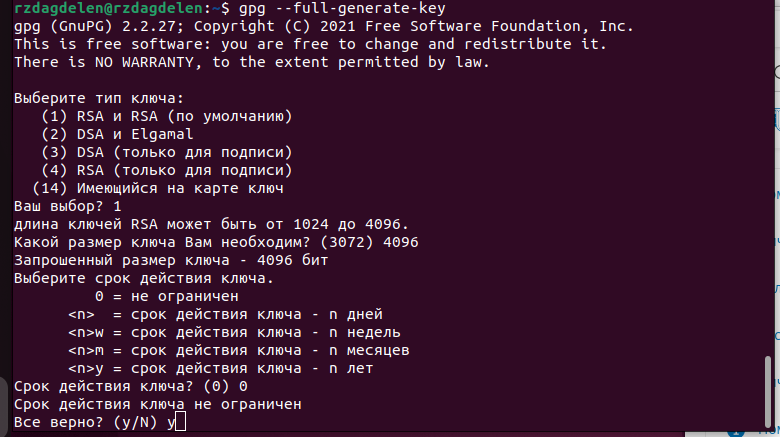 rzdagdelen@rzdagdelen:~$ gpg --full-generate-key
gpg (GnuPG) 2.2.27; Copyright (C) 2021 Free Software Foundation, Inc.
This is free software: you are free to change and redistribute it.
There is NO WARRANTY, to the extent permitted by law.

Выберите тип ключа:
   (1) RSA и RSA (по умолчанию)
   (2) DSA и Elgamal
   (3) DSA (только для подписи)
   (4) RSA (только для подписи)
  (14) Имеющийся на карте ключ
Ваш выбор? 1
длина ключей RSA может быть от 1024 до 4096.
Какой размер ключа Вам необходим? (3072) 4096
Запрошенный размер ключа - 4096 бит
Выберите срок действия ключа.
         0 = не ограничен
      <n>  = срок действия ключа - n дней
      <n>w = срок действия ключа - n недель
      <n>m = срок действия ключа - n месяцев
      <n>y = срок действия ключа - n лет
Срок действия ключа? (0) 0
Срок действия ключа не ограничен
Все верно? (y/N) y